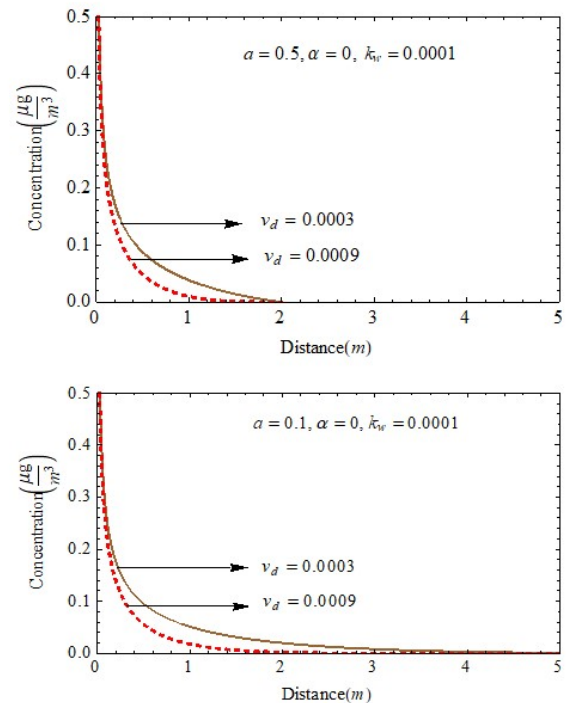 0.5
a = 0.5, α = 0, k_w = 0.0001
0.4
Concentration(μg/m³)
0.3
0.2
v_d = 0.0003
0.1
v_d = 0.0009
0.0
0 1 2 3 4 5
Distance(m)
0.5
a = 0.1, α = 0, k_w = 0.0001
0.4
Concentration(μg/m³)
0.3
0.2
v_d = 0.0003
0.1
v_d = 0.0009
0.0
0 1 2 3 4 5
Distance(m)